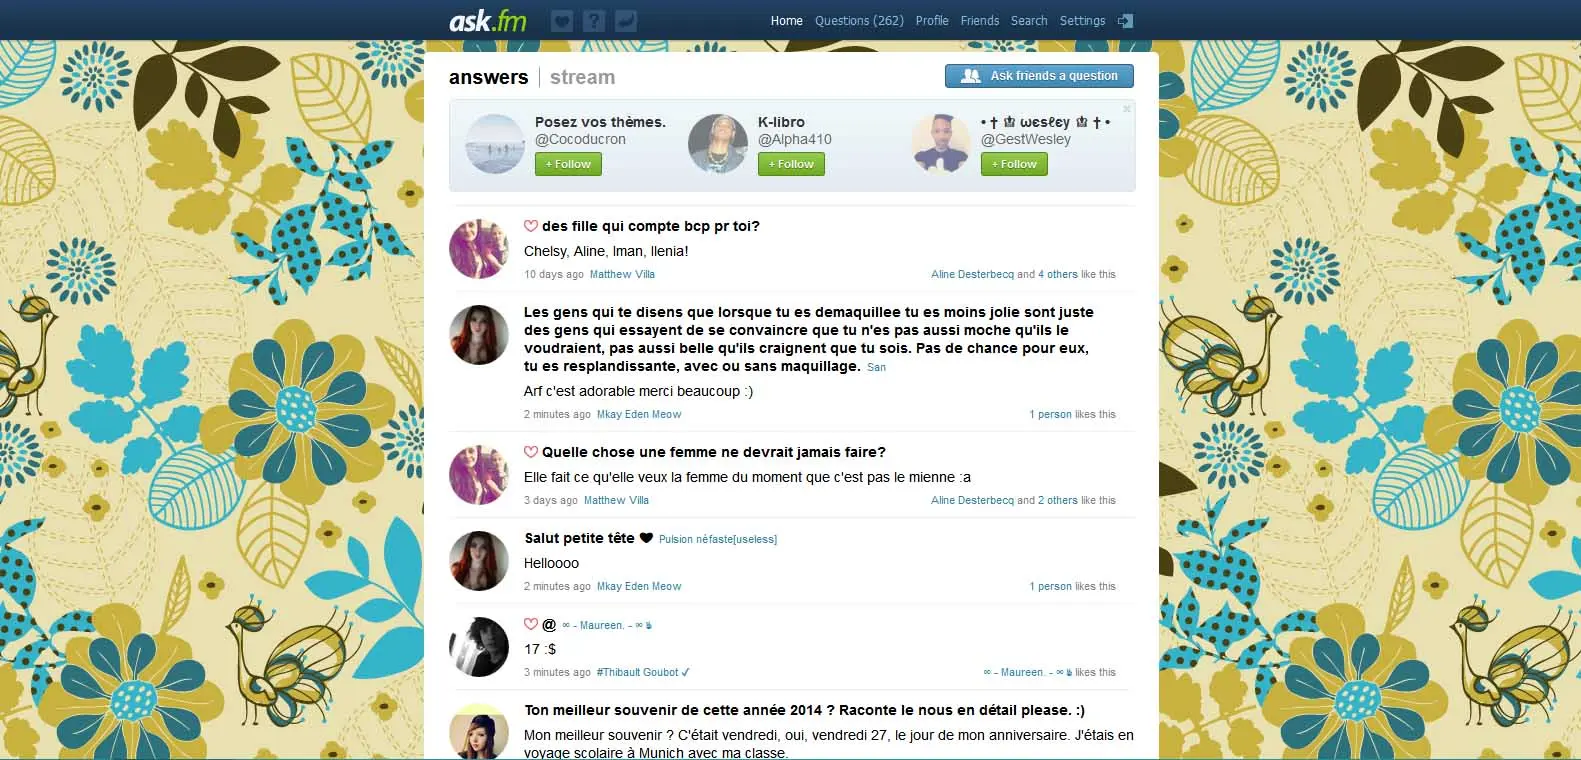 ask.fm ? Home Questions (262) Profile Friends Search Settings
answers stream Ask friends a question
Posez vos thèmes. K-libro • † ♔ ωεsℓεy ♔ † •
@Cocoducron @Alpha410 @GestWesley
+ Follow + Follow + Follow
♡ des fille qui compte bcp pr toi?
Chelsy, Aline, Iman, Ilenia!
10 days ago Matthew Villa Aline Desterbecq and 4 others like this
Les gens qui te disens que lorsque tu es demaquillee tu es moins jolie sont juste
des gens qui essayent de se convaincre que tu n'es pas aussi moche qu'ils le
voudraient, pas aussi belle qu'ils craignent que tu sois. Pas de chance pour eux,
tu es resplandissante, avec ou sans maquillage. San
Arf c'est adorable merci beaucoup :)
2 minutes ago Mkay Eden Meow 1 person likes this
♡ Quelle chose une femme ne devrait jamais faire?
Elle fait ce qu'elle veux la femme du moment que c'est pas le mienne :a
3 days ago Matthew Villa Aline Desterbecq and 2 others like this
Salut petite tête ♥ Pulsion néfaste[useless]
Helloooo
2 minutes ago Mkay Eden Meow 1 person likes this
♡ @ ∞ - Maureen. - ∞
17 :$
3 minutes ago #Thibault Goubot ✓ ∞ - Maureen. - ∞ likes this
Ton meilleur souvenir de cette année 2014 ? Raconte le nous en détail please. :)
Mon meilleur souvenir ? C'était vendredi, oui, vendredi 27, le jour de mon anniversaire. J'étais en
voyage scolaire à Munich avec ma classe.